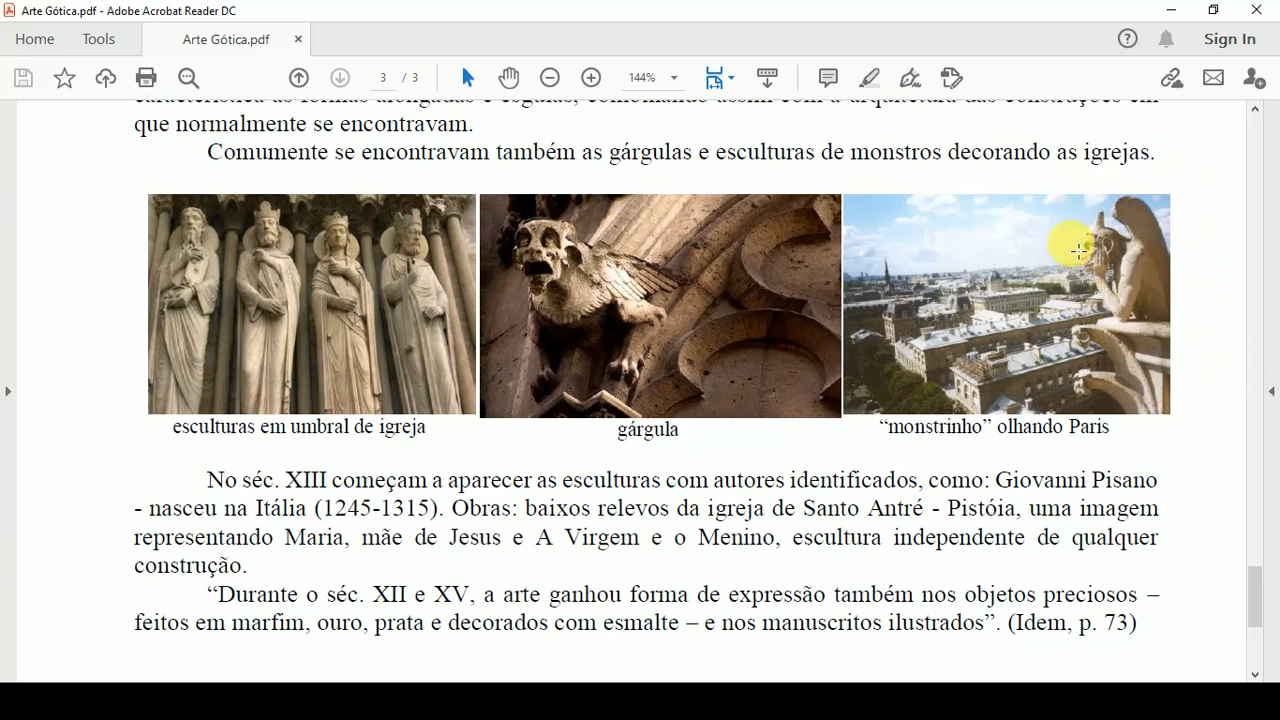 Arte Gótica.pdf - Adobe Acrobat Reader DC
Home Tools Arte Gótica.pdf Sign In
3 / 3 144%
que normalmente se encontravam.
Comumente se encontravam também as gárgulas e esculturas de monstros decorando as igrejas.
esculturas em umbral de igreja
gárgula
“monstrinho” olhando Paris
No séc. XIII começam a aparecer as esculturas com autores identificados, como: Giovanni Pisano
- nasceu na Itália (1245-1315). Obras: baixos relevos da igreja de Santo Antré - Pistóia, uma imagem
representando Maria, mãe de Jesus e A Virgem e o Menino, escultura independente de qualquer
construção.
“Durante o séc. XII e XV, a arte ganhou forma de expressão também nos objetos preciosos –
feitos em marfim, ouro, prata e decorados com esmalte – e nos manuscritos ilustrados”. (Idem, p. 73)